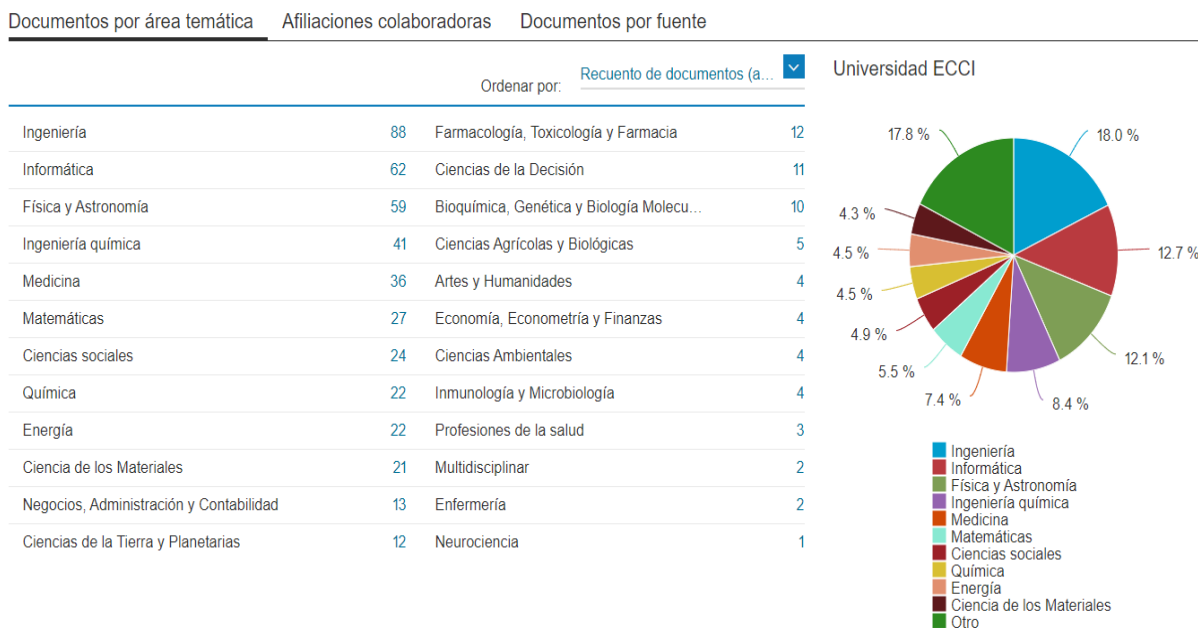 Documentos por área temática Afiliaciones colaboradoras Documentos por fuente
Ordenar por: Recuento de documentos (a...
Ingeniería 88 Farmacología, Toxicología y Farmacia 12
Informática 62 Ciencias de la Decisión 11
Física y Astronomía 59 Bioquímica, Genética y Biología Molecu... 10
Ingeniería química 41 Ciencias Agrícolas y Biológicas 5
Medicina 36 Artes y Humanidades 4
Matemáticas 27 Economía, Econometría y Finanzas 4
Ciencias sociales 24 Ciencias Ambientales 4
Química 22 Inmunología y Microbiología 4
Energía 22 Profesiones de la salud 3
Ciencia de los Materiales 21 Multidisciplinar 2
Negocios, Administración y Contabilidad 13 Enfermería 2
Ciencias de la Tierra y Planetarias 12 Neurociencia 1
Universidad ECCI
17.8 % 18.0 %
4.3 %
4.5 % 12.7 %
4.5 %
4.9 %
5.5 % 12.1 %
7.4 % 8.4 %
Ingeniería
Informática
Física y Astronomía
Ingeniería química
Medicina
Matemáticas
Ciencias sociales
Química
Energía
Ciencia de los Materiales
Otro